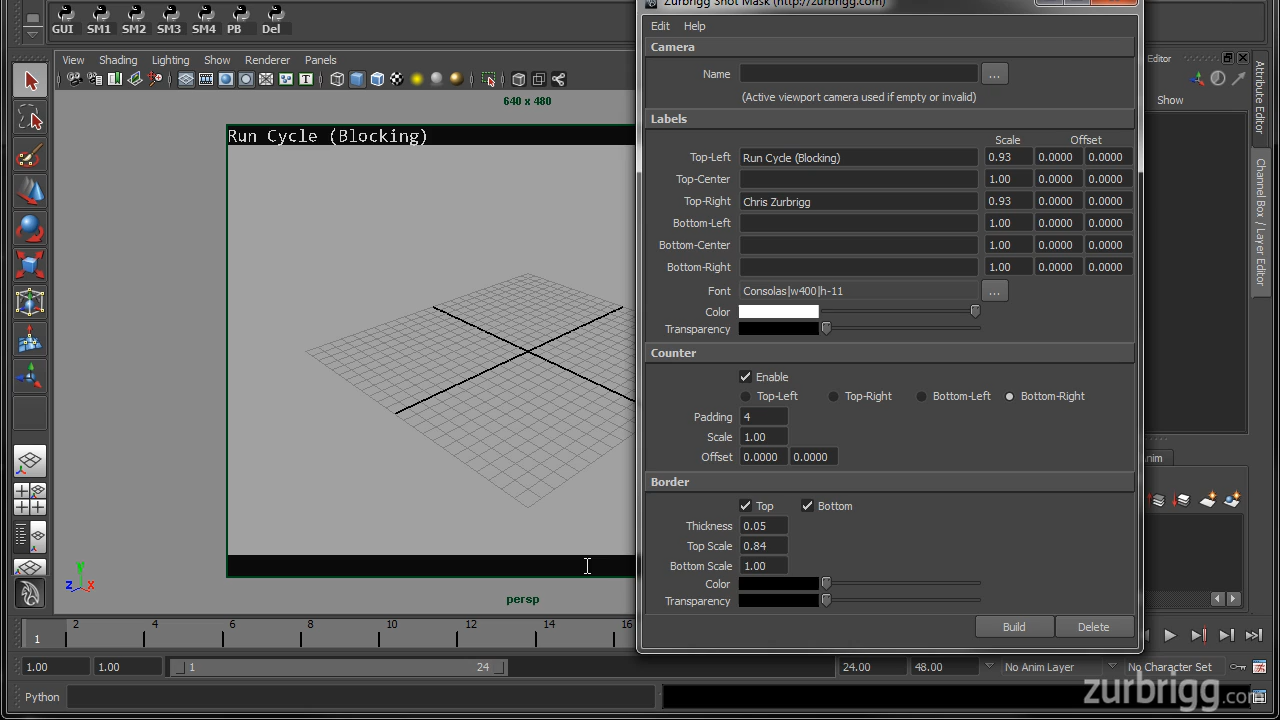 Zurbrigg Shot Mask (http://zurbrigg.com)
GUI SM1 SM2 SM3 SM4 PB Del
Edit Help
View Shading Lighting Show Renderer Panels
Camera
Editor
Name ...
(Active viewport camera used if empty or invalid)
640 x 480
Show
Attribute Editor
Channel Box / Layer Editor
Labels
Run Cycle (Blocking)
Scale Offset
Top-Left Run Cycle (Blocking) 0.93 0.0000 0.0000
Top-Center 1.00 0.0000 0.0000
Top-Right Chris Zurbrigg 0.93 0.0000 0.0000
Bottom-Left 1.00 0.0000 0.0000
Bottom-Center 1.00 0.0000 0.0000
Bottom-Right 1.00 0.0000 0.0000
Font Consolas|w400|h-11 ...
Color
Transparency
Counter
Enable
Top-Left Top-Right Bottom-Left Bottom-Right
Padding 4
Scale 1.00
Offset 0.0000 0.0000
Anim
Border
Top Bottom
Thickness 0.05
Top Scale 0.84
Bottom Scale 1.00
Color
Transparency
y
z x
persp
Build Delete
1 2 4 6 8 10 12 14 16
1.00 1.00 1 24 24.00 48.00 No Anim Layer No Character Set
Python
zurbrigg.com